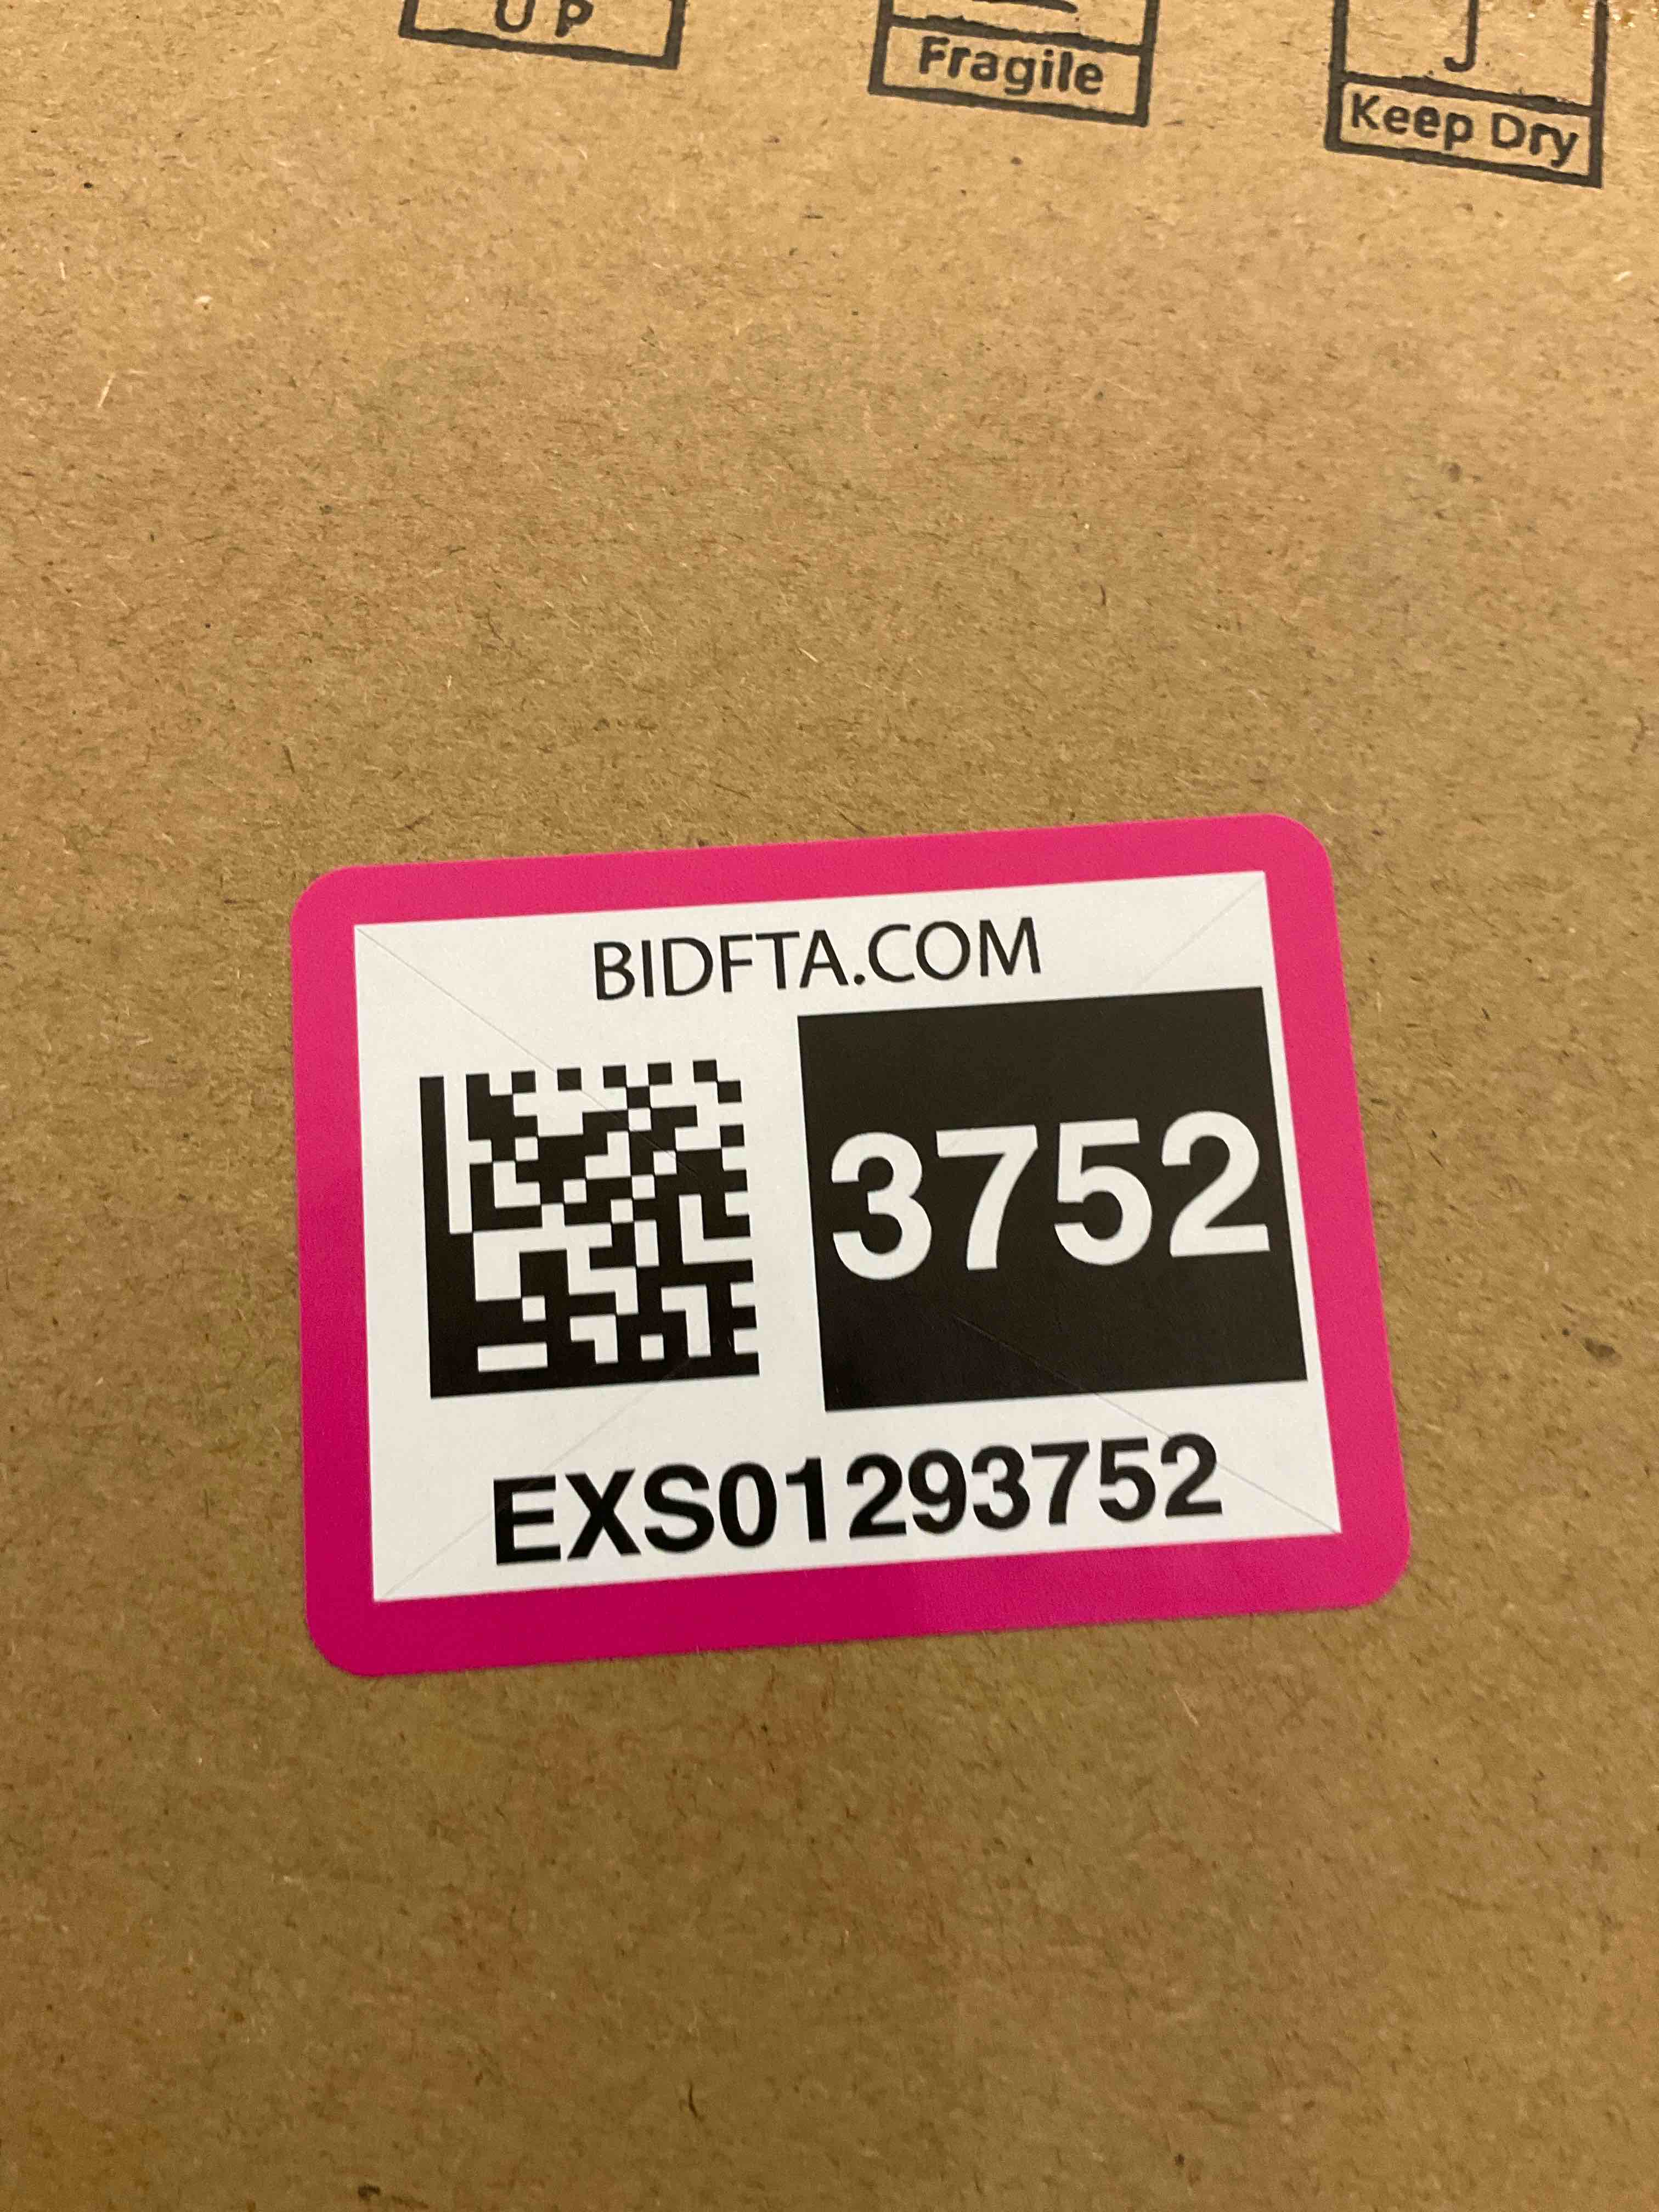 UP
Fragile
Keep Dry
BIDFTA.COM
3752
EXS01293752